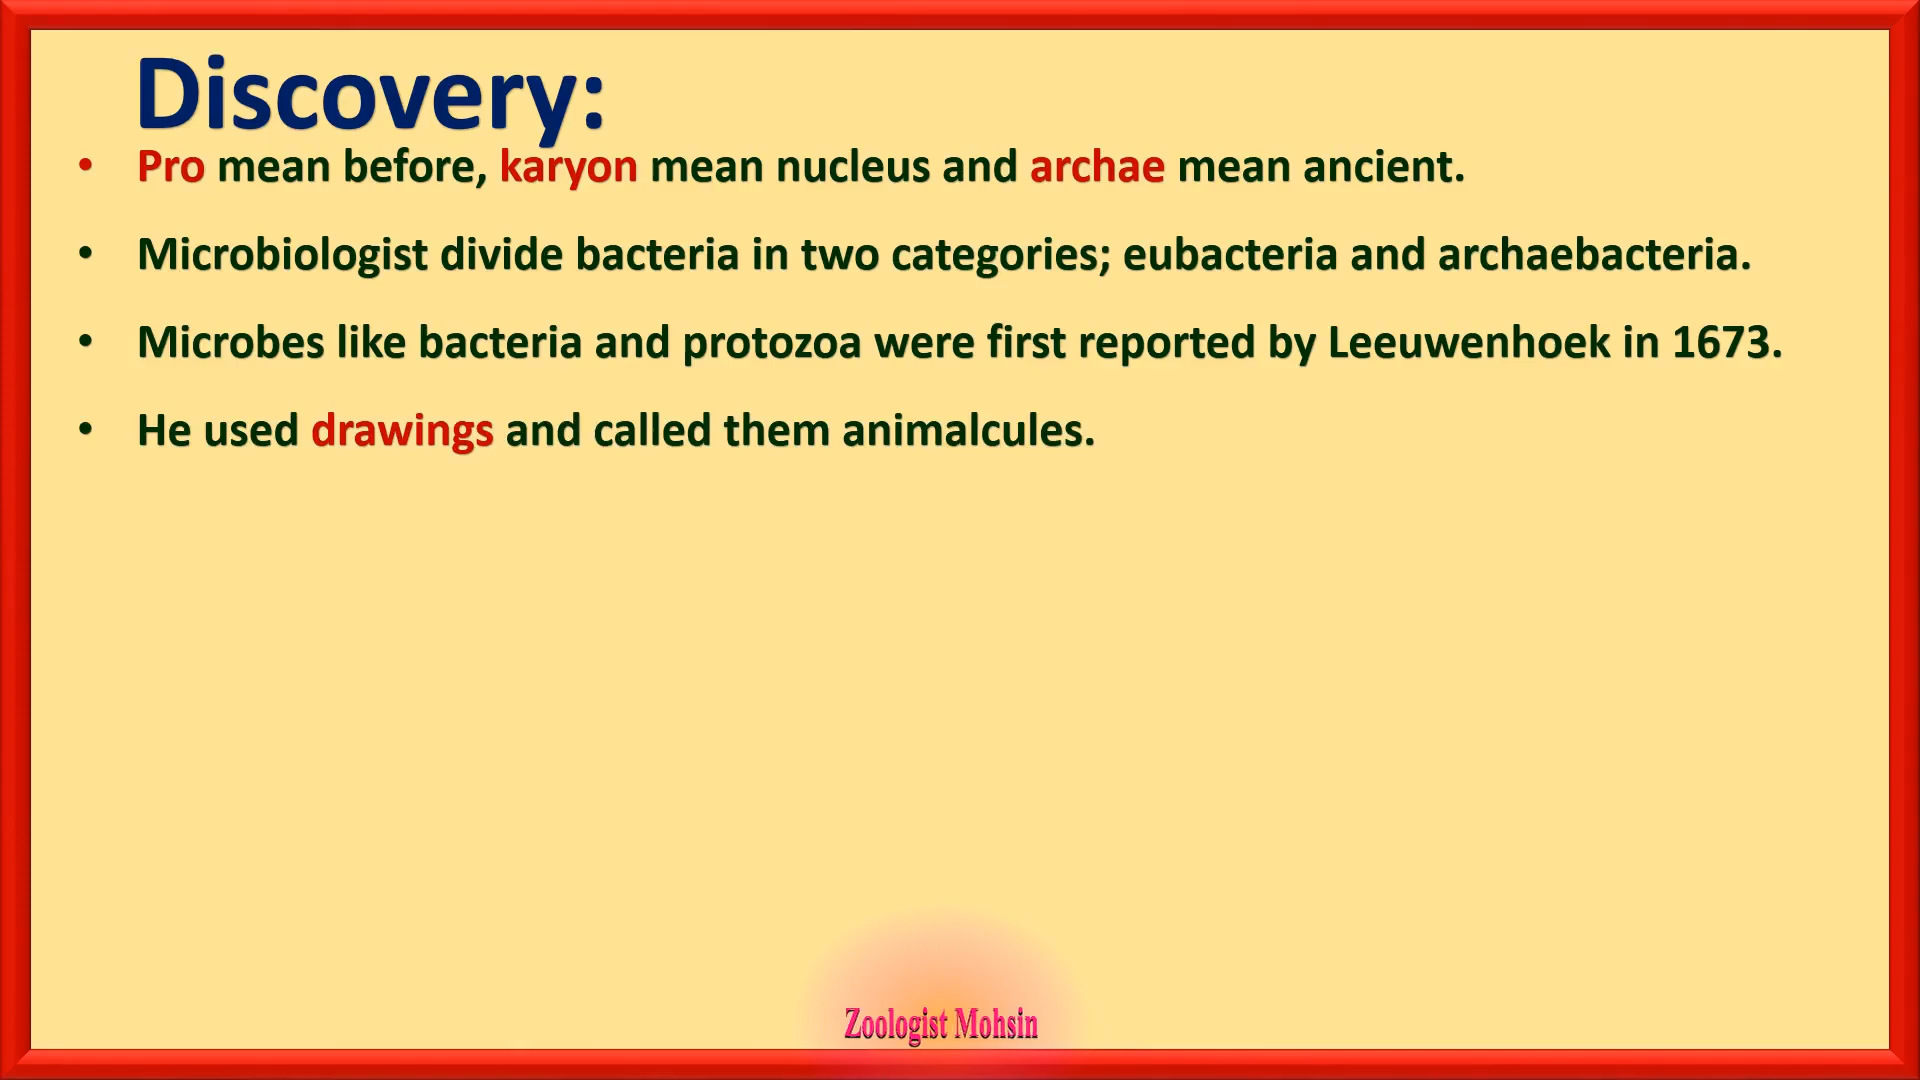 Discovery:
• Pro mean before, karyon mean nucleus and archae mean ancient.
• Microbiologist divide bacteria in two categories; eubacteria and archaebacteria.
• Microbes like bacteria and protozoa were first reported by Leeuwenhoek in 1673.
• He used drawings and called them animalcules.
Zoologist Mohsin